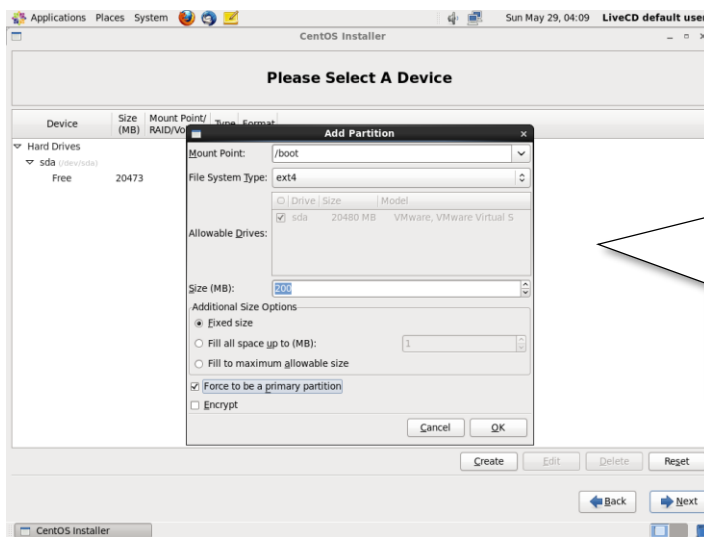 Applications Places System Sun May 29, 04:09 LiveCD default user
CentOS Installer
Please Select A Device
Device Size (MB) Mount Point/ RAID/Vo Type Format
Add Partition
Hard Drives
sda (/dev/sda)
Free 20473
Mount Point: /boot
File System Type: ext4
Drive Size Model
sda 20480 MB VMware, VMware Virtual S
Allowable Drives:
Size (MB): 200
Additional Size Options
Fixed size
Fill all space up to (MB): 1
Fill to maximum allowable size
Force to be a primary partition
Encrypt
Cancel OK
Create Edit Delete Reset
Back Next
CentOS Installer